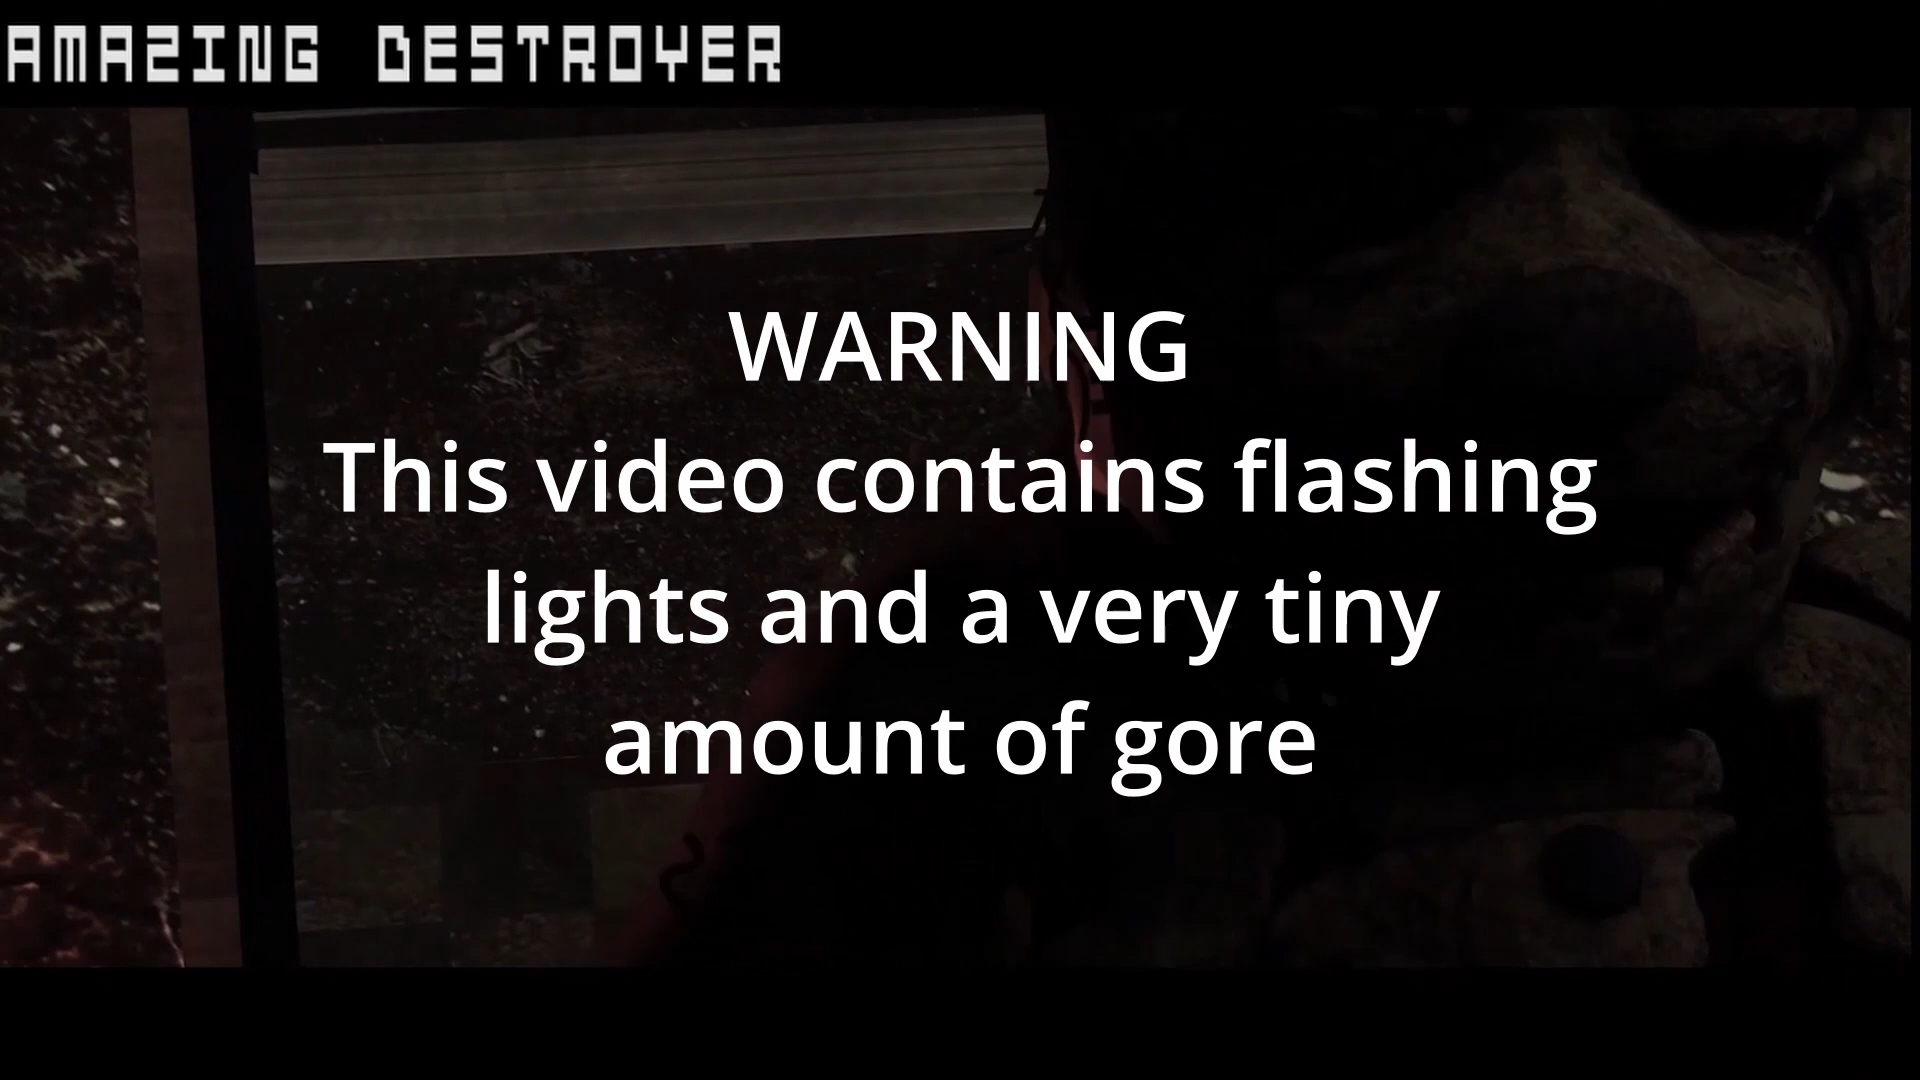 AMAZING DESTROYER
WARNING
This video contains flashing
lights and a very tiny
amount of gore